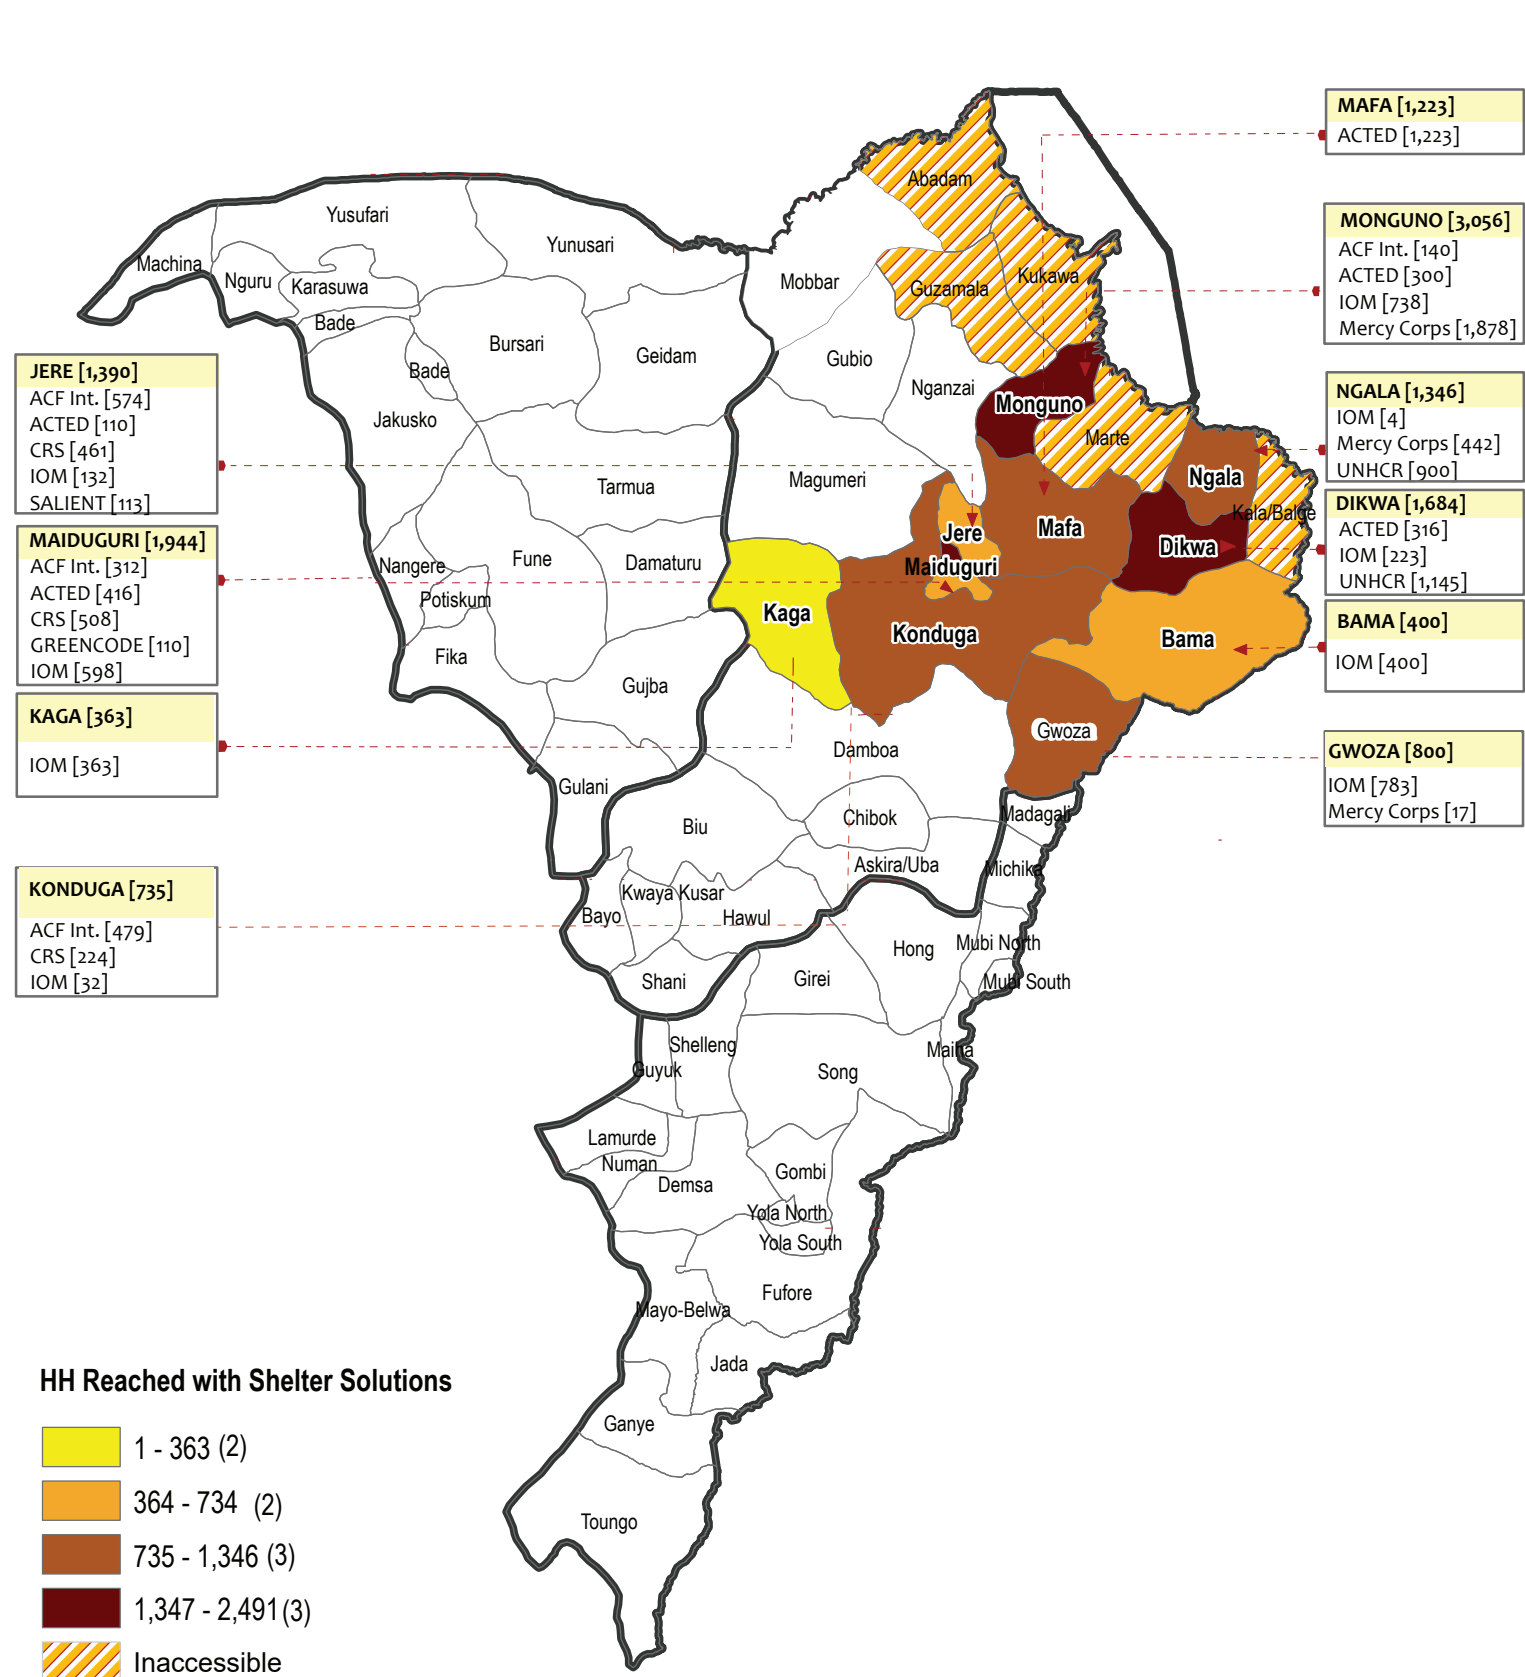 MAFA [1,223]
ACTED [1,223]
MONGUNO [3,056]
ACF Int. [140]
ACTED [300]
IOM [738]
Mercy Corps [1,878]
NGALA [1,346]
IOM [4]
Mercy Corps [442]
UNHCR [900]
DIKWA [1,684]
ACTED [316]
IOM [223]
UNHCR [1,145]
BAMA [400]
IOM [400]
GWOZA [800]
IOM [783]
Mercy Corps [17]
JERE [1,390]
ACF Int. [574]
ACTED [110]
CRS [461]
IOM [132]
SALIENT [113]
MAIDUGURI [1,944]
ACF Int. [312]
ACTED [416]
CRS [508]
GREENCODE [110]
IOM [598]
KAGA [363]
IOM [363]
KONDUGA [735]
ACF Int. [479]
CRS [224]
IOM [32]
Abadam
Yusufari
Yunusari
Machina
Nguru
Karasuwa
Mobbar
Guzamala
Kukawa
Bade
Bursari
Geidam
Gubio
Bade
Nganzai
Monguno
Jakusko
Marte
Magumeri
Tarmua
Ngala
Kala/Balge
Jere
Mafa
Dikwa
Nangere
Fune
Damaturu
Maiduguri
Potiskum
Kaga
Konduga
Bama
Fika
Gujba
Gwoza
Damboa
Gulani
Chibok
Madagali
Biu
Askira/Uba
Michika
Kwaya Kusar
Bayo
Hawul
Hong
Mubi North
Shani
Girei
Mubi South
Shelleng
Guyuk
Song
Maiha
Lamurde
Numan
Demsa
Gombi
Yola North
Yola South
Fufore
Mayo-Belwa
Jada
Ganye
Toungo
HH Reached with Shelter Solutions
1 - 363 (2)
364 - 734 (2)
735 - 1,346 (3)
1,347 - 2,491 (3)
Inaccessible